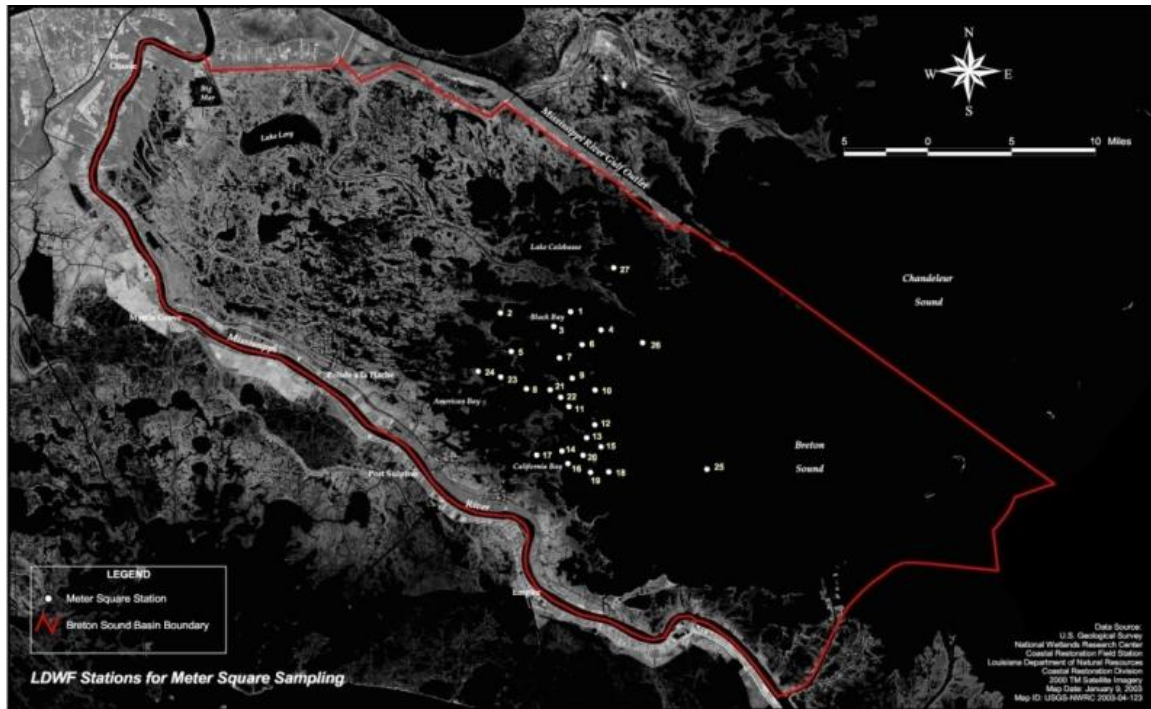 N
W E
S
5 0 5 10 Miles
Belle
Chasse
Big
Mar
Lake Lery
Mississippi River Gulf Outlet
Lake Calebasse
27
Chandeleur
Sound
1
2
Black Bay
3
4
6
26
5
7
24
23
9
8
21
10
22
American Bay
11
12
13
15
14
17
20
California Bay
16
19
18
25
Breton
Sound
Myrtle Grove
Mississippi
Pointe a la Hache
Port Sulphur
River
Empire
LEGEND
Meter Square Station
Breton Sound Basin Boundary
LDWF Stations for Meter Square Sampling
Data Source:
U.S. Geological Survey
National Wetlands Research Center
Coastal Restoration Field Station
Louisiana Department of Natural Resources
Coastal Restoration Division
2000 TM Satellite Imagery
Map Date: January 9, 2003
Map ID: USGS-NWRC 2003-04-123